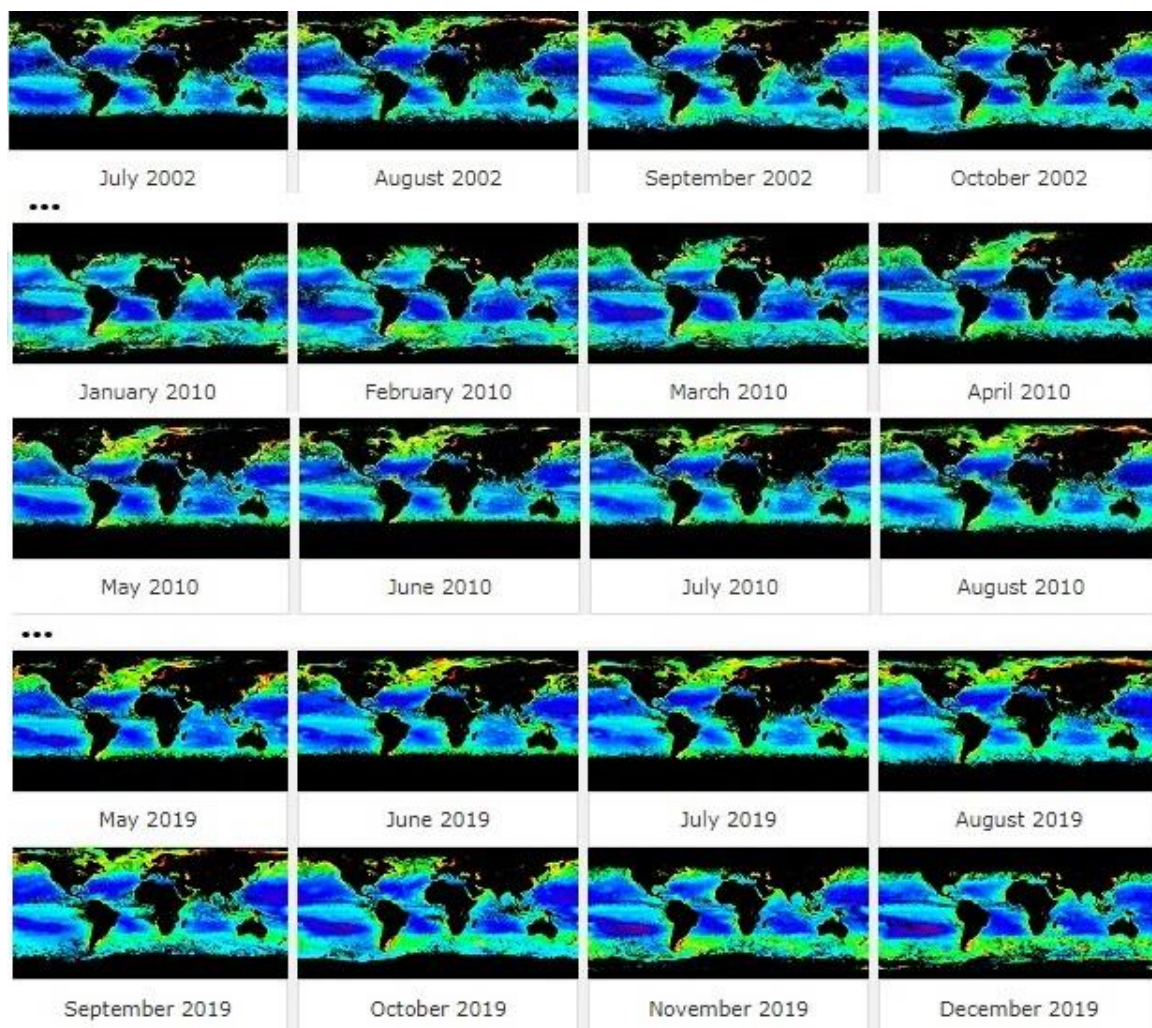 July 2002 August 2002 September 2002 October 2002
...
January 2010 February 2010 March 2010 April 2010
May 2010 June 2010 July 2010 August 2010
...
May 2019 June 2019 July 2019 August 2019
September 2019 October 2019 November 2019 December 2019